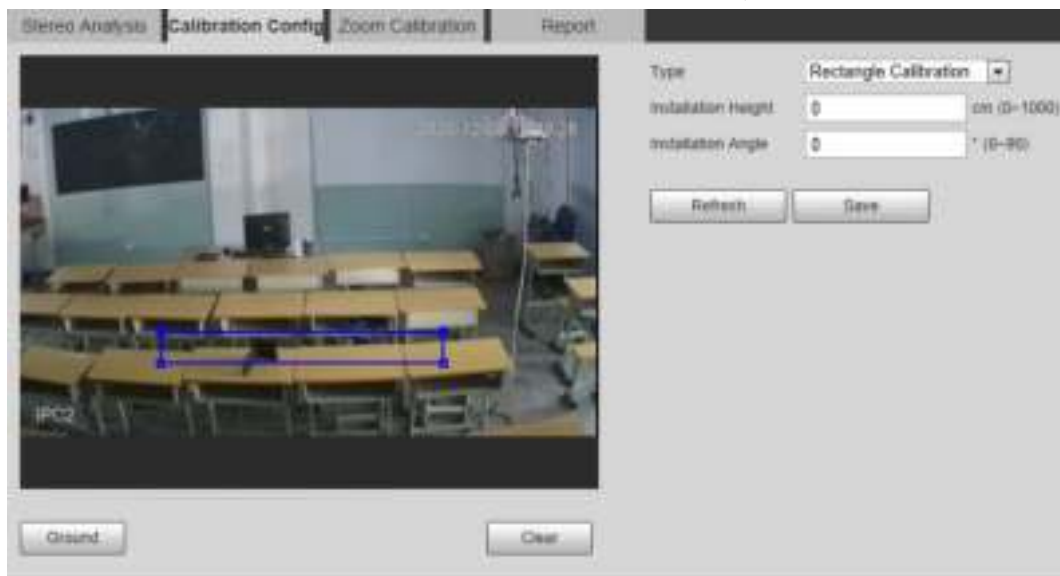 Stereo Analysis Calibration Config Zoom Calibration Report
Type Rectangle Calibration
Installation Height 0 cm (0~1000)
Installation Angle 0 ° (0~90)
Refresh Save
IPC2
Ground Clear